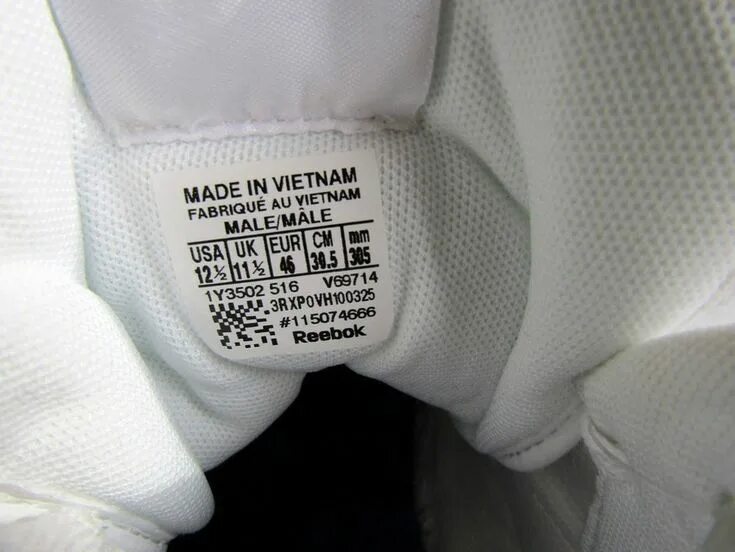 MADE IN VIETNAM
FABRIQUÉ AU VIETNAM
MALE/MÂLE
USA UK EUR CM mm
12½ 11½ 46 30.5 305
1Y3502 516 V69714
3RXP0VH100325
#115074666
Reebok